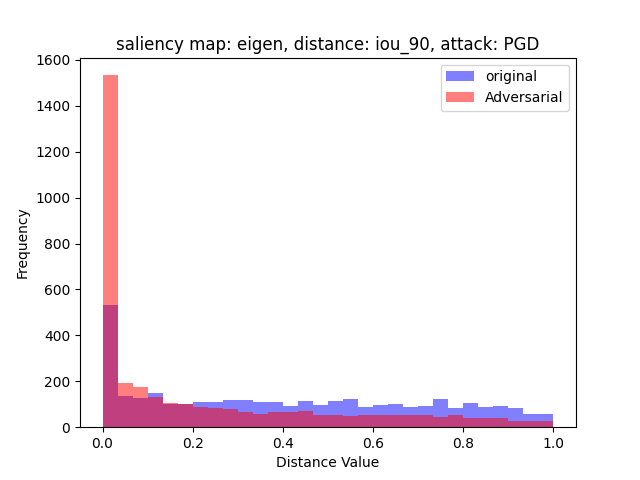 saliency map: eigen, distance: iou_90, attack: PGD
original
Adversarial
1600
1400
1200
1000
800
600
400
200
0
Frequency
0.0 0.2 0.4 0.6 0.8 1.0
Distance Value